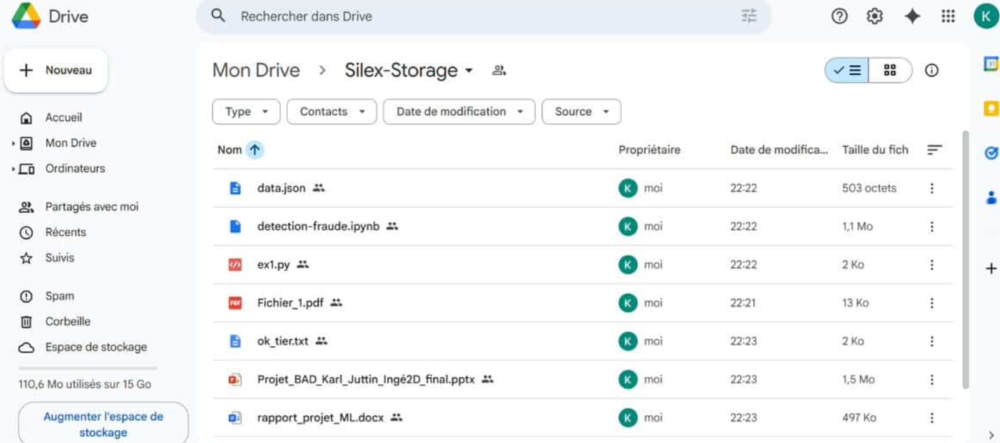 Drive
Rechercher dans Drive
K
Nouveau
Mon Drive > Silex-Storage
31
Type
Contacts
Date de modification
Source
Accueil
Mon Drive
Ordinateurs
Partagés avec moi
Récents
Suivis
Spam
Corbeille
Espace de stockage
110,6 Mo utilisés sur 15 Go
Augmenter l'espace de
stockage
Nom Propriétaire Date de modifica... Taille du fich
data.json K moi 22:22 503 octets
detection-fraude.ipynb K moi 22:22 1,1 Mo
ex1.py K moi 22:22 2 Ko
PDF Fichier_1.pdf K moi 22:21 13 Ko
ok_tier.txt K moi 22:23 2 Ko
P Projet_BAD_Karl_Juttin_Ingé2D_final.pptx K moi 22:23 1,5 Mo
W rapport_projet_ML.docx K moi 22:23 497 Ko